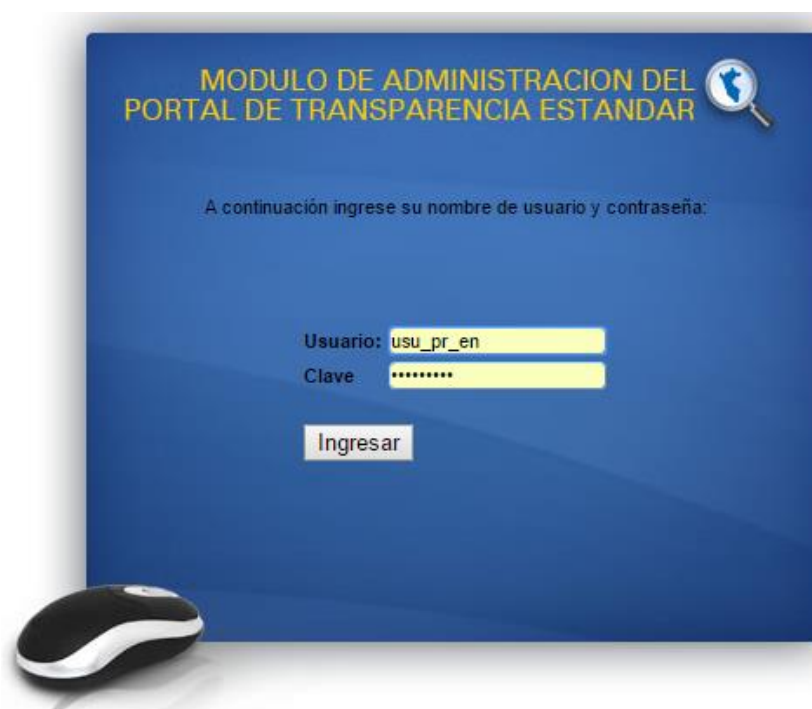 MODULO DE ADMINISTRACION DEL
PORTAL DE TRANSPARENCIA ESTANDAR
A continuación ingrese su nombre de usuario y contraseña:
Usuario: usu_pr_en
Clave •••••••••
Ingresar